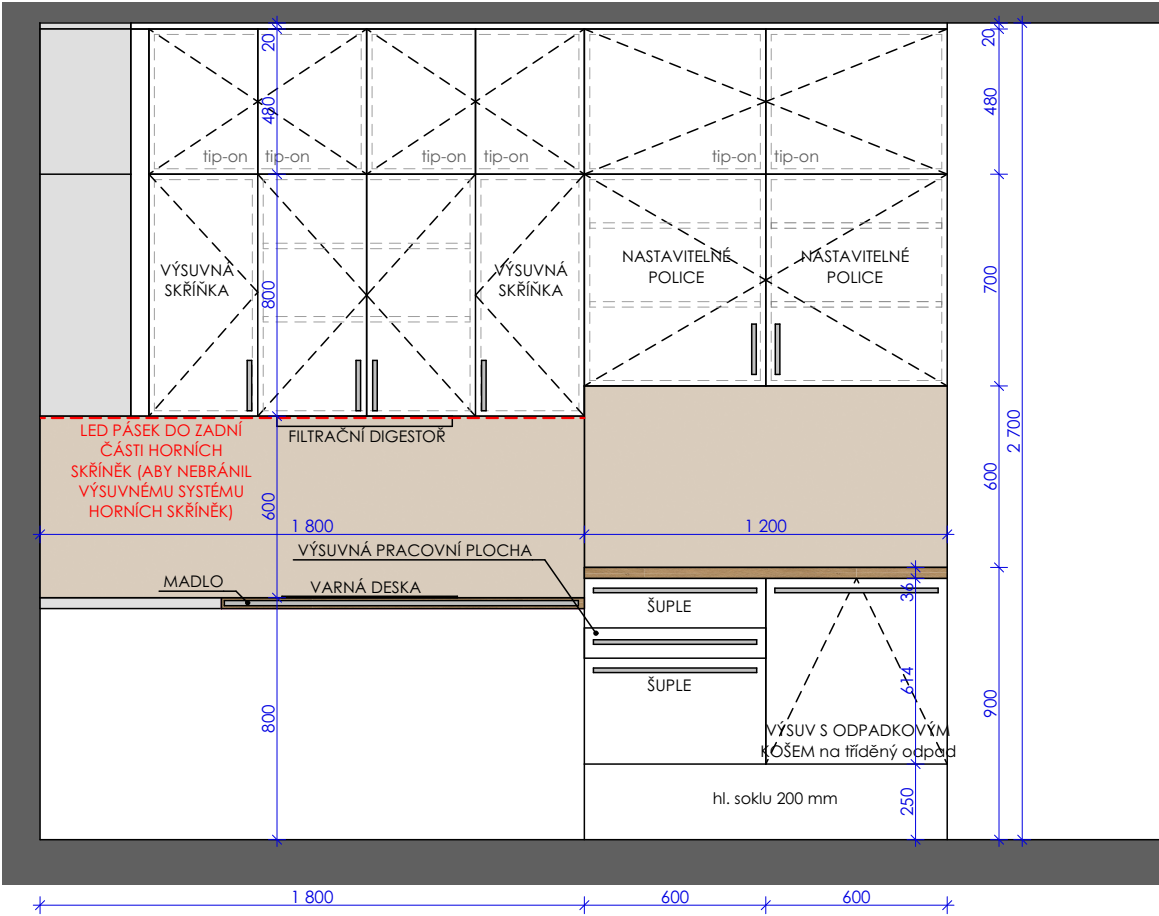 20
20
480
480
tip-on
tip-on
tip-on
tip-on
tip-on
tip-on
VÝSUVNÁ
SKŘÍŇKA
VÝSUVNÁ
SKŘÍŇKA
NASTAVITELNÉ
POLICE
NASTAVITELNÉ
POLICE
800
700
LED PÁSEK DO ZADNÍ
ČÁSTI HORNÍCH
SKŘÍNĚK (ABY NEBRÁNIL
VÝSUVNÉMU SYSTÉMU
HORNÍCH SKŘÍNĚK)
FILTRAČNÍ DIGESTOŘ
2 700
600
600
1 800
1 200
VÝSUVNÁ PRACOVNÍ PLOCHA
MADLO
VARNÁ DESKA
36
ŠUPLE
ŠUPLE
614
800
900
VÝSUV S ODPADKOVÝM
KOŠEM na tříděný odpad
hl. soklu 200 mm
250
1 800
600
600